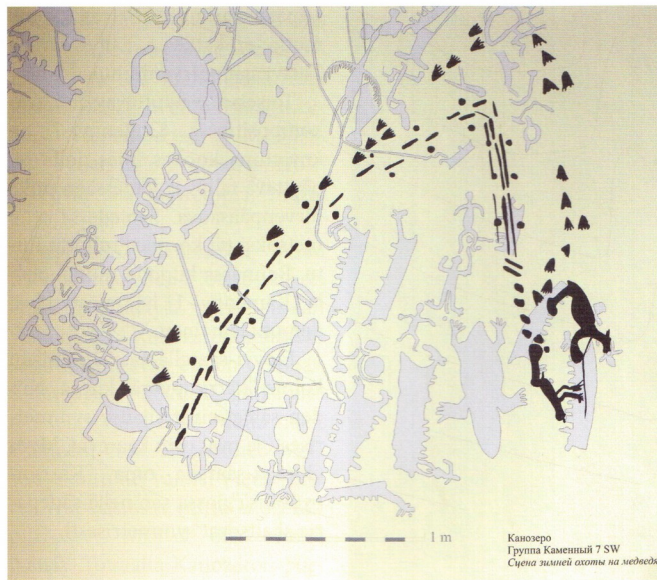 1 m
Канозеро
Группа Каменный 7 SW
Сцена зимней охоты на медведя